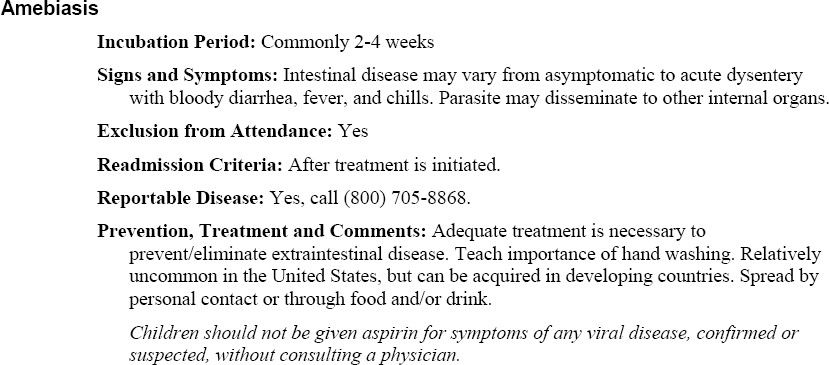 Amebiasis
Incubation Period: Commonly 2-4 weeks
Signs and Symptoms: Intestinal disease may vary from asymptomatic to acute dysentery
with bloody diarrhea, fever, and chills. Parasite may disseminate to other internal organs.
Exclusion from Attendance: Yes
Readmission Criteria: After treatment is initiated.
Reportable Disease: Yes, call (800) 705-8868.
Prevention, Treatment and Comments: Adequate treatment is necessary to
prevent/eliminate extraintestinal disease. Teach importance of hand washing. Relatively
uncommon in the United States, but can be acquired in developing countries. Spread by
personal contact or through food and/or drink.
Children should not be given aspirin for symptoms of any viral disease, confirmed or
suspected, without consulting a physician.